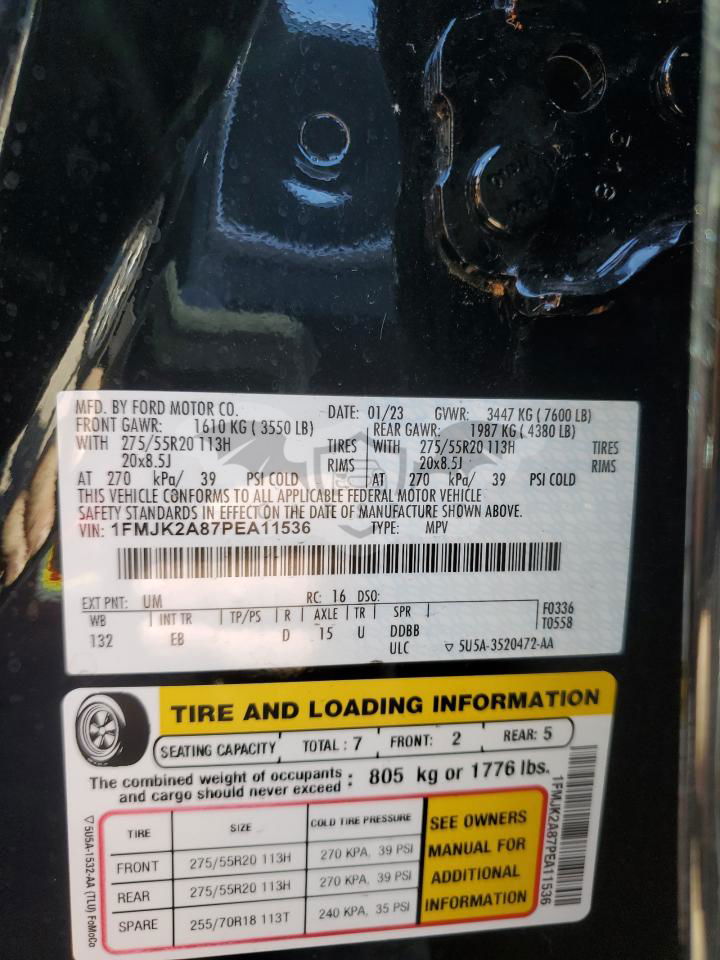 MFD. BY FORD MOTOR CO. DATE: 01/23 GVWR: 3447 KG (7600 LB)
FRONT GAWR: 1610 KG (3550 LB) REAR GAWR: 1987 KG (4380 LB)
WITH 275/55R20 113H TIRES WITH 275/55R20 113H TIRES
20x8.5J RIMS 20x8.5J RIMS
AT 270 kPa/ 39 PSI COLD AT 270 kPa/ 39 PSI COLD
THIS VEHICLE CONFORMS TO ALL APPLICABLE FEDERAL MOTOR VEHICLE
SAFETY STANDARDS IN EFFECT ON THE DATE OF MANUFACTURE SHOWN ABOVE.
VIN: 1FMJK2A87PEA11536 TYPE: MPV
EXT PNT: UM RC: 16 DSO:
WB INT TR TP/PS R AXLE TR SPR F0336
132 EB D 15 U DDBB T0558
ULC ▽ 5U5A-3520472-AA
TIRE AND LOADING INFORMATION
SEATING CAPACITY TOTAL : 7 FRONT: 2 REAR: 5
The combined weight of occupants and cargo should never exceed : 805 kg or 1776 lbs.
TIRE SIZE COLD TIRE PRESSURE
FRONT 275/55R20 113H 270 KPA, 39 PSI
REAR 275/55R20 113H 270 KPA, 39 PSI
SPARE 255/70R18 113T 240 KPA, 35 PSI
SEE OWNERS
MANUAL FOR
ADDITIONAL
INFORMATION
1FMJK2A87PEA11536
▽ 5U5A-1532-AA (TLU) FoMoCo